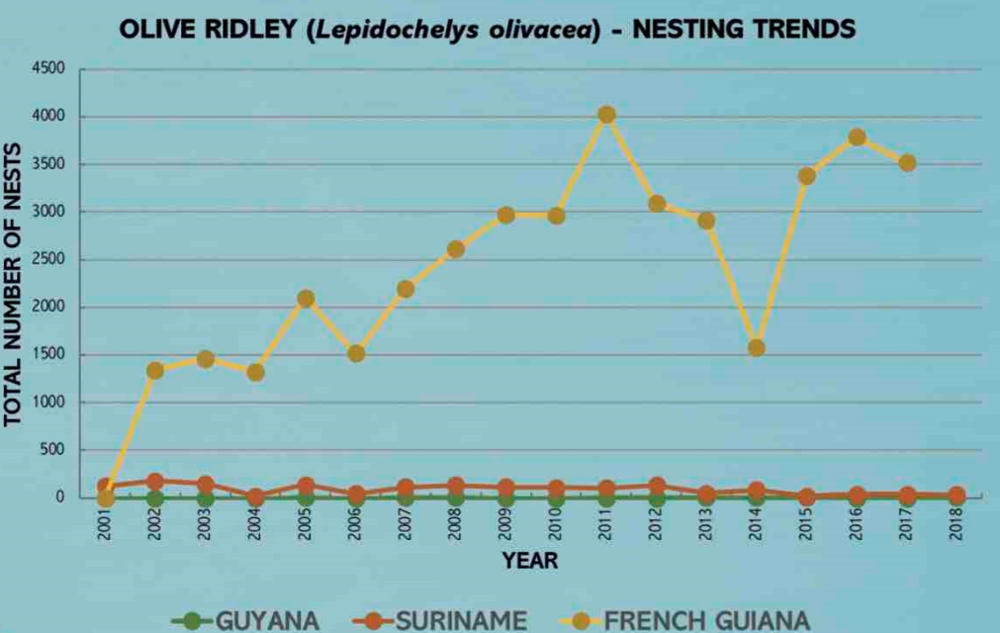 OLIVE RIDLEY (Lepidochelys olivacea) - NESTING TRENDS
TOTAL NUMBER OF NESTS
4500
4000
3500
3000
2500
2000
1500
1000
500
0
2001 2002 2003 2004 2005 2006 2007 2008 2009 2010 2011 2012 2013 2014 2015 2016 2017 2018
YEAR
GUYANA SURINAME FRENCH GUIANA